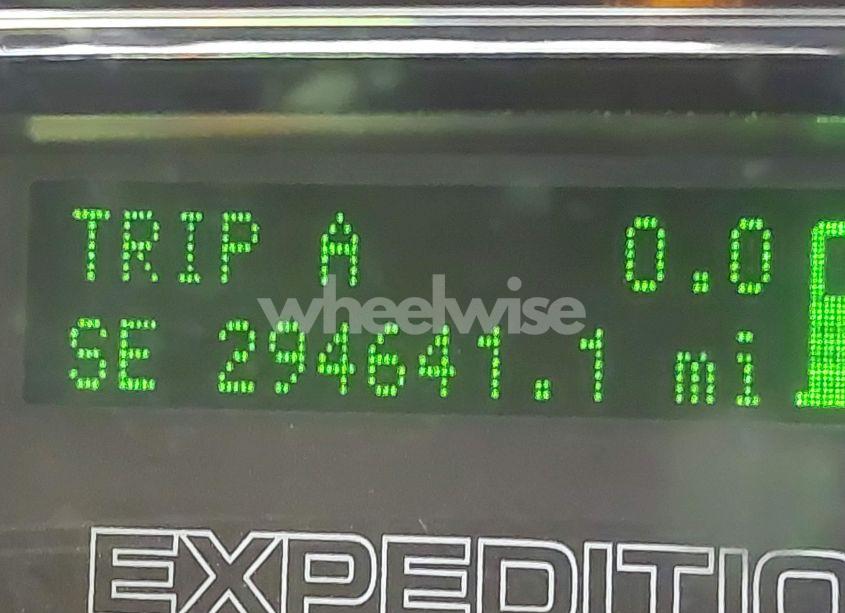 TRIP A 0.0
wheelwise
SE 294641.1 mi
EXPEDITIO